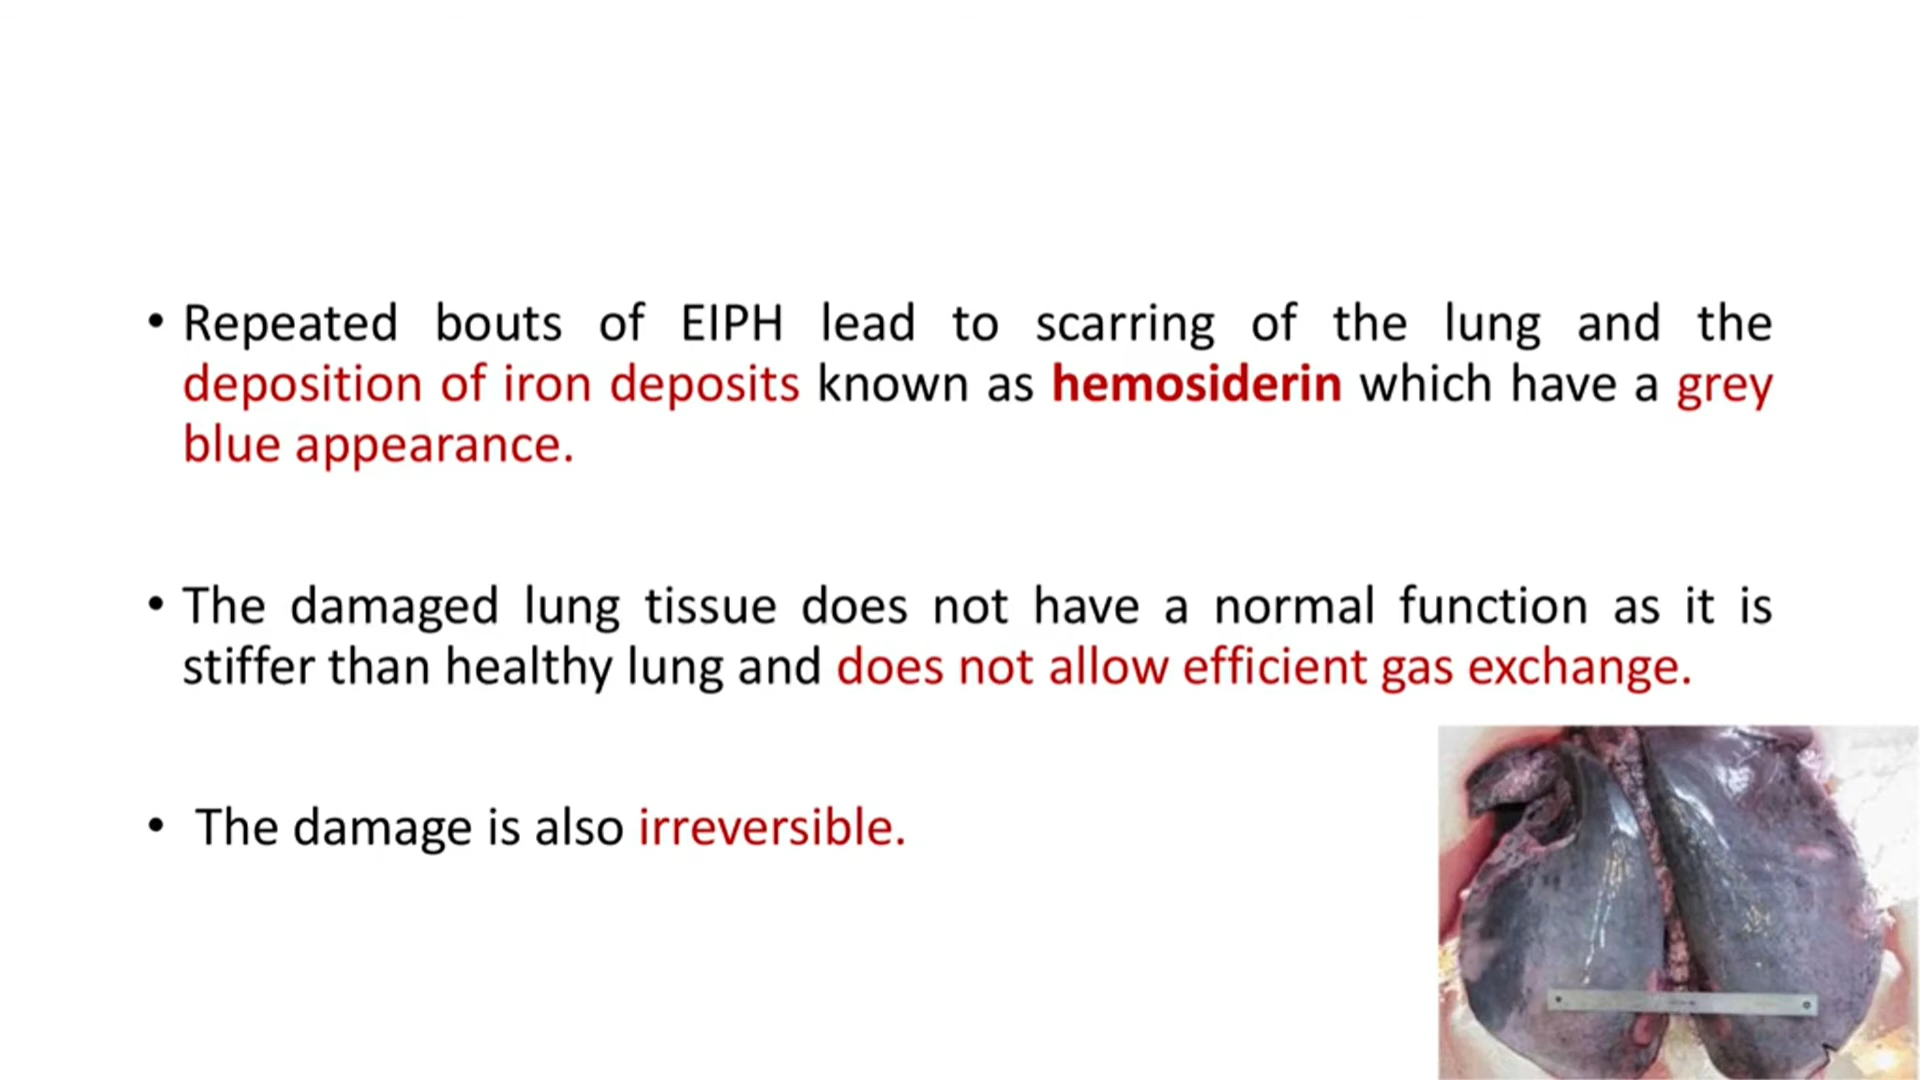 • Repeated bouts of EIPH lead to scarring of the lung and the
deposition of iron deposits known as hemosiderin which have a grey
blue appearance.
• The damaged lung tissue does not have a normal function as it is
stiffer than healthy lung and does not allow efficient gas exchange.
• The damage is also irreversible.